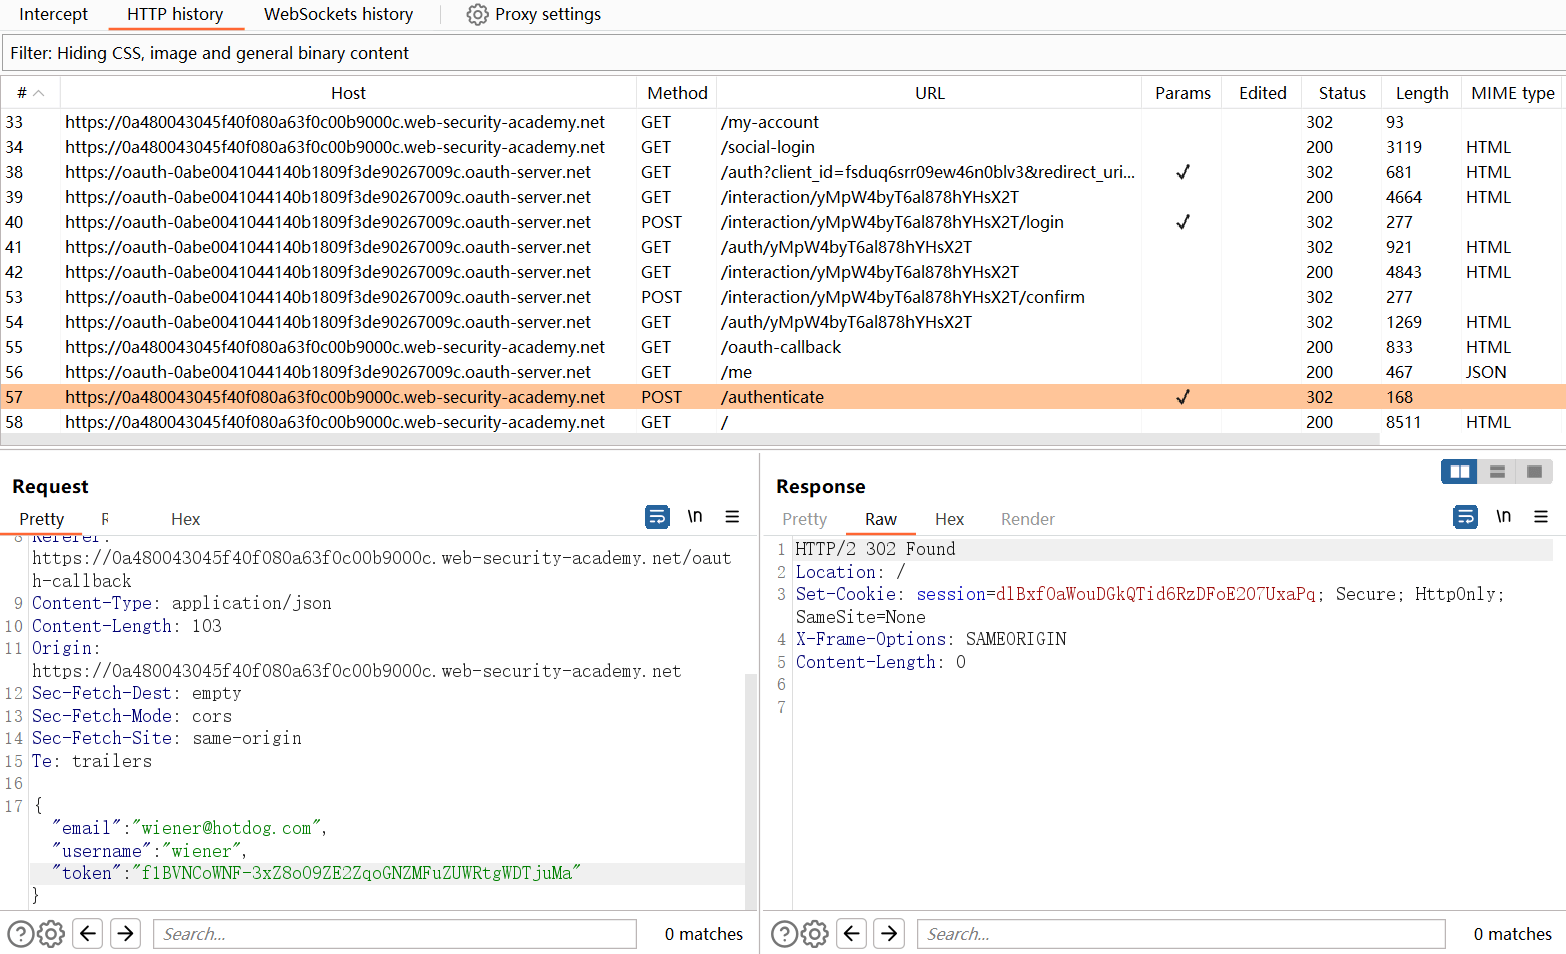 Intercept HTTP history WebSockets history Proxy settings
Filter: Hiding CSS, image and general binary content
# Host Method URL Params Edited Status Length MIME type
33 https://0a480043045f40f080a63f0c00b9000c.web-security-academy.net GET /my-account 302 93
34 https://0a480043045f40f080a63f0c00b9000c.web-security-academy.net GET /social-login 200 3119 HTML
38 https://oauth-0abe0041044140b1809f3de90267009c.oauth-server.net GET /auth?client_id=fsduq6srr09ew46n0blv3&redirect_uri... ✓ 302 681 HTML
39 https://oauth-0abe0041044140b1809f3de90267009c.oauth-server.net GET /interaction/yMpW4byT6al878hYHsX2T 200 4664 HTML
40 https://oauth-0abe0041044140b1809f3de90267009c.oauth-server.net POST /interaction/yMpW4byT6al878hYHsX2T/login ✓ 302 277
41 https://oauth-0abe0041044140b1809f3de90267009c.oauth-server.net GET /auth/yMpW4byT6al878hYHsX2T 302 921 HTML
42 https://oauth-0abe0041044140b1809f3de90267009c.oauth-server.net GET /interaction/yMpW4byT6al878hYHsX2T 200 4843 HTML
53 https://oauth-0abe0041044140b1809f3de90267009c.oauth-server.net POST /interaction/yMpW4byT6al878hYHsX2T/confirm 302 277
54 https://oauth-0abe0041044140b1809f3de90267009c.oauth-server.net GET /auth/yMpW4byT6al878hYHsX2T 302 1269 HTML
55 https://0a480043045f40f080a63f0c00b9000c.web-security-academy.net GET /oauth-callback 200 833 HTML
56 https://oauth-0abe0041044140b1809f3de90267009c.oauth-server.net GET /me 200 467 JSON
57 https://0a480043045f40f080a63f0c00b9000c.web-security-academy.net POST /authenticate ✓ 302 168
58 https://0a480043045f40f080a63f0c00b9000c.web-security-academy.net GET / 200 8511 HTML
Request
Pretty R Hex \n
8 Referer:
https://0a480043045f40f080a63f0c00b9000c.web-security-academy.net/oaut
h-callback
9 Content-Type: application/json
10 Content-Length: 103
11 Origin:
https://0a480043045f40f080a63f0c00b9000c.web-security-academy.net
12 Sec-Fetch-Dest: empty
13 Sec-Fetch-Mode: cors
14 Sec-Fetch-Site: same-origin
15 Te: trailers
16
17 {
"email":"wiener@hotdog.com",
"username":"wiener",
"token":"flBVNCoWNF-3xZ8oO9ZE2ZqoGNZMFuZUWRtgWDTjuMa"
}
Search... 0 matches
Response
Pretty Raw Hex Render \n
1 HTTP/2 302 Found
2 Location: /
3 Set-Cookie: session=dlBxfOaWouDGkQTid6RzDFoE2O7UxaPq; Secure; HttpOnly;
SameSite=None
4 X-Frame-Options: SAMEORIGIN
5 Content-Length: 0
6
7
Search... 0 matches